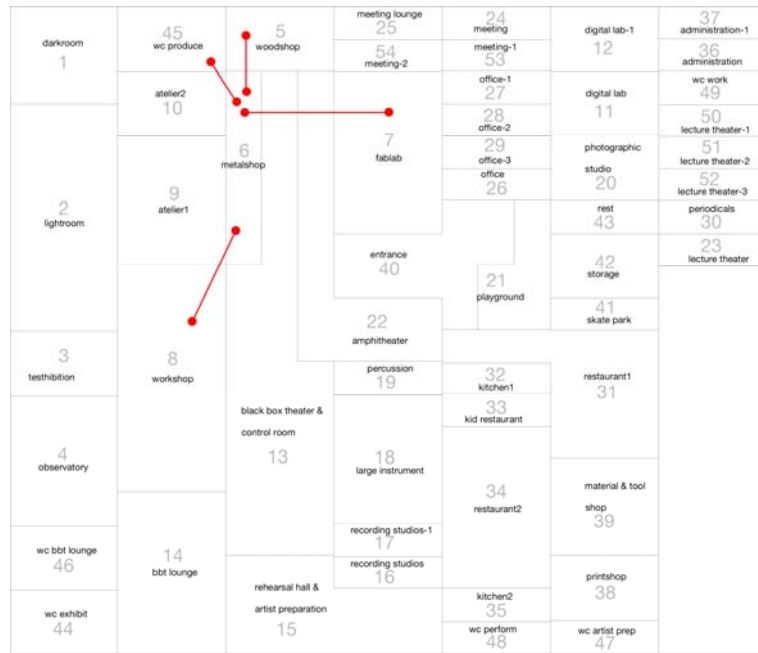 darkroom
1
2
lightroom
3
testhibition
4
observatory
wc bbt lounge
46
wc exhibit
44
45
wc produce
atelier2
10
9
atelier1
8
workshop
14
bbt lounge
5
woodshop
6
metalshop
black box theater &
control room
13
rehearsal hall &
artist preparation
15
meeting lounge
25
54
meeting-2
7
fablab
entrance
40
22
amphitheater
percussion
19
18
large instrument
recording studios-1
17
recording studios
16
24
meeting
meeting-1
53
office-1
27
28
office-2
29
office-3
office
26
21
playground
32
kitchen1
33
kid restaurant
34
restaurant2
kitchen2
35
wc perform
48
digital lab-1
12
digital lab
11
photographic
studio
20
rest
43
42
storage
41
skate park
restaurant1
31
material & tool
shop
39
printshop
38
wc artist prep
47
37
administration-1
36
administration
wc work
49
50
lecture theater-1
51
lecture theater-2
52
lecture theater-3
periodicals
30
23
lecture theater